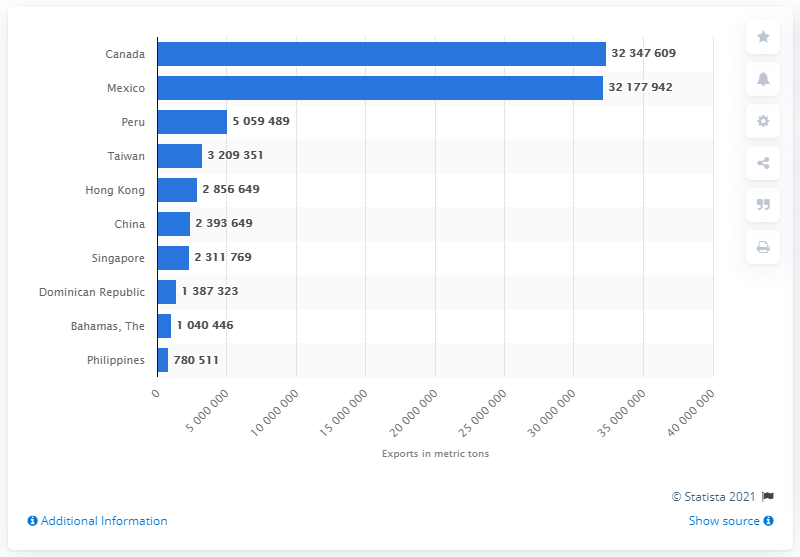 Canada 32 347 609
Mexico 32 177 942
Peru 5 059 489
Taiwan 3 209 351
Hong Kong 2 856 649
China 2 393 649
Singapore 2 311 769
Dominican Republic 1 387 323
Bahamas, The 1 040 446
Philippines 780 511
0 5 000 000 10 000 000 15 000 000 20 000 000 25 000 000 30 000 000 35 000 000 40 000 000
Exports in metric tons
© Statista 2021
Additional Information Show source